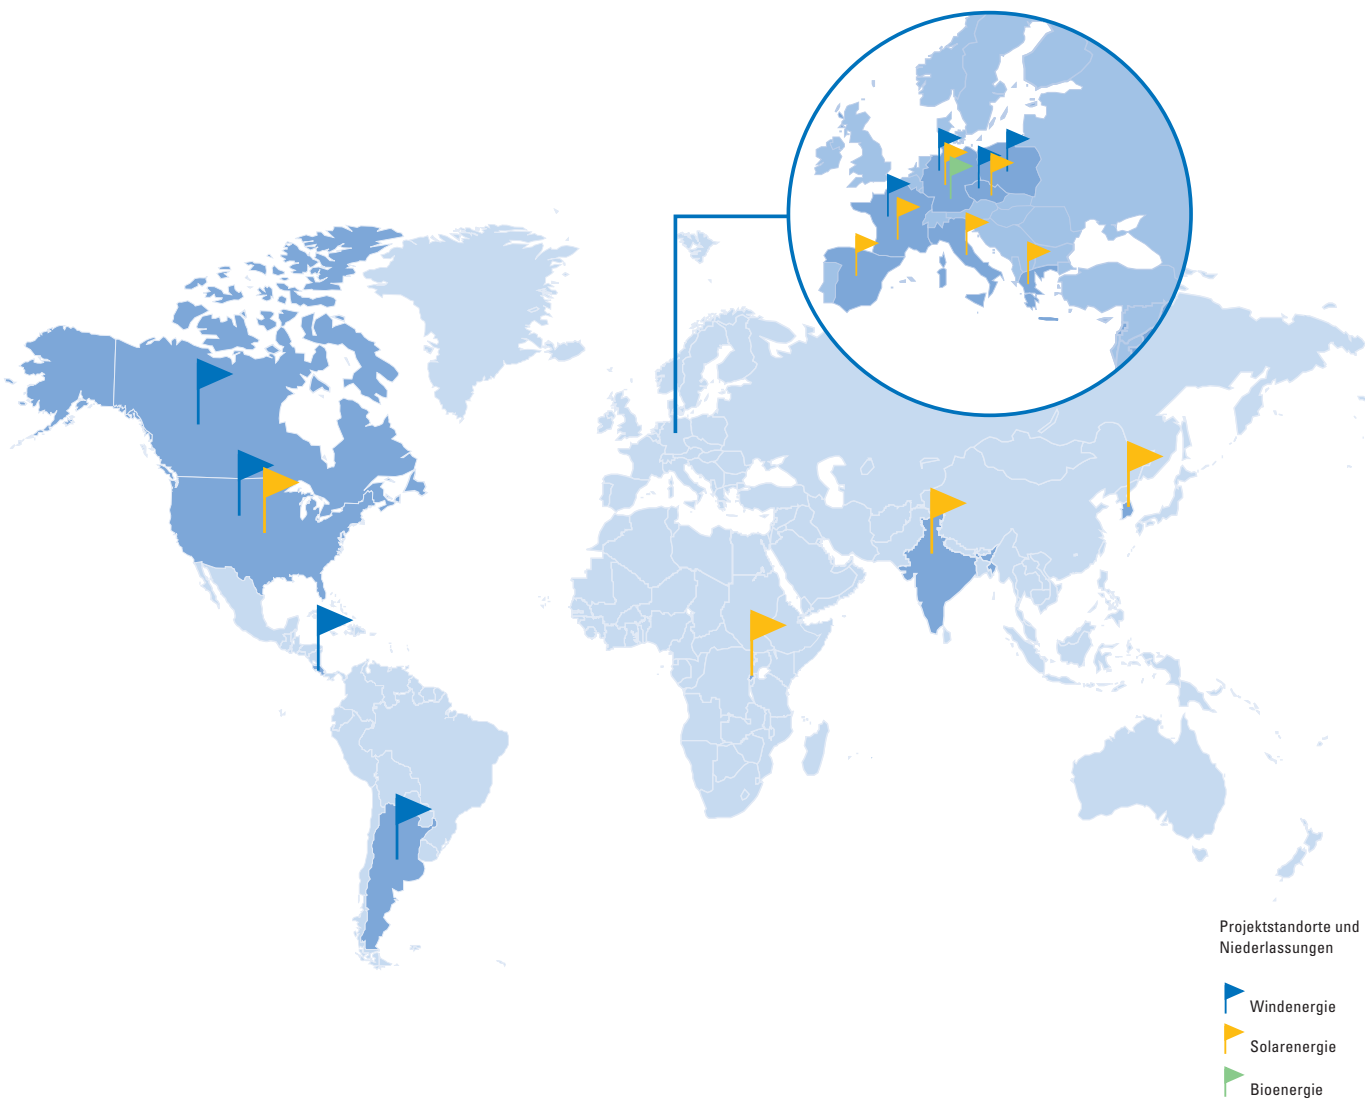 Projektstandorte und
Niederlassungen
Windenergie
Solarenergie
Bioenergie